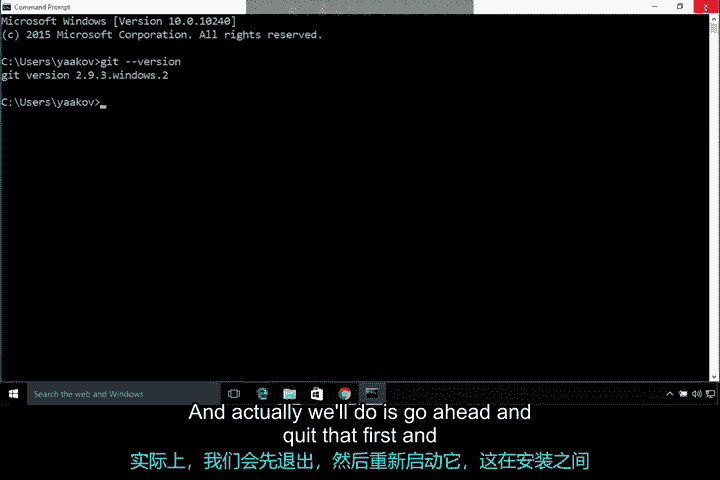 Command Prompt
Microsoft Windows [Version 10.0.10240]
(c) 2015 Microsoft Corporation. All rights reserved.
C:\Users\yaakov>git --version
git version 2.9.3.windows.2
C:\Users\yaakov>_
Search the web and Windows
And actually we'll do is go ahead and
quit that first and
实际上，我们会先退出，然后重新启动它，这在安装之间